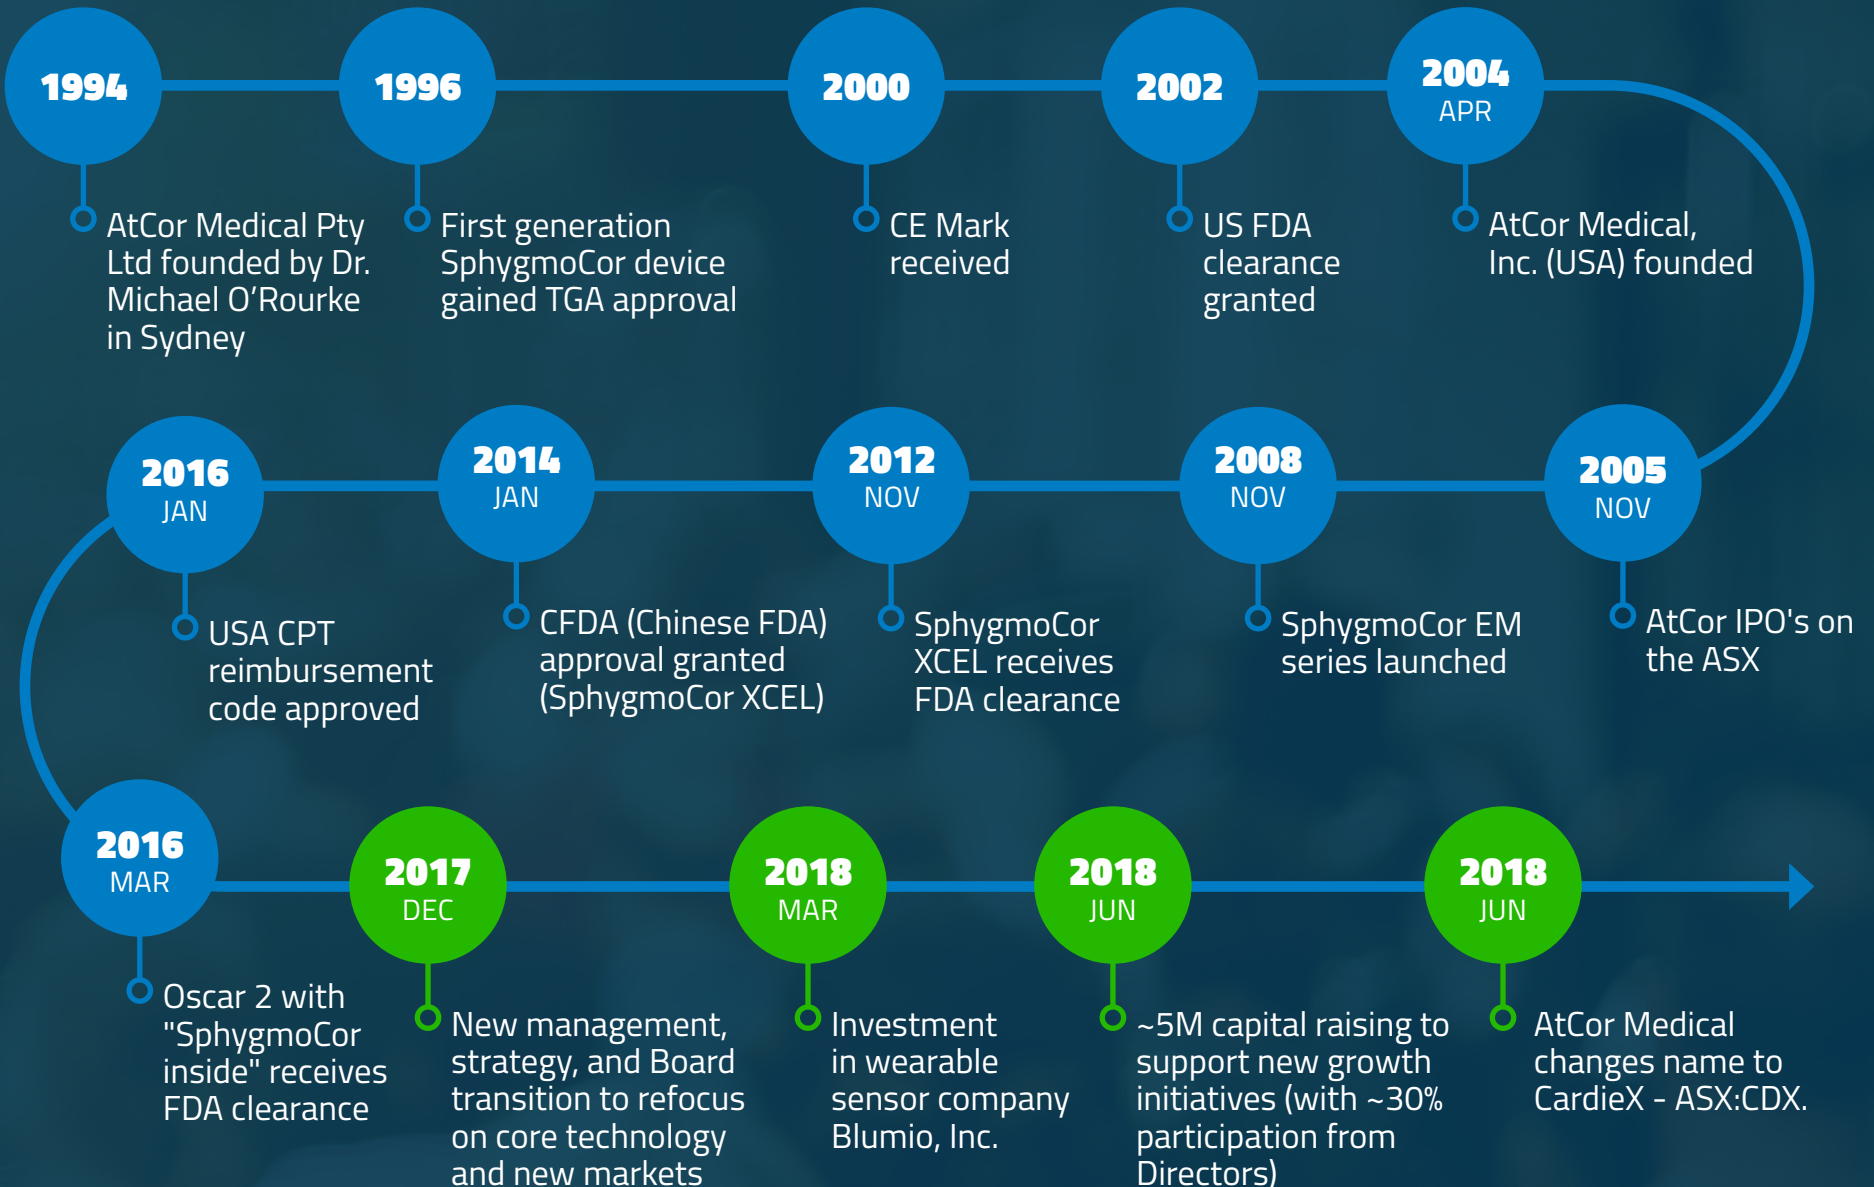 1994
AtCor Medical Pty
Ltd founded by Dr.
Michael O'Rourke
in Sydney
1996
First generation
SphygmoCor device
gained TGA approval
2000
CE Mark
received
2002
US FDA
clearance
granted
2004
APR
AtCor Medical,
Inc. (USA) founded
2005
NOV
AtCor IPO's on
the ASX
2008
NOV
SphygmoCor EM
series launched
2012
NOV
SphygmoCor
XCEL receives
FDA clearance
2014
JAN
CFDA (Chinese FDA)
approval granted
(SphygmoCor XCEL)
2016
JAN
USA CPT
reimbursement
code approved
2016
MAR
Oscar 2 with
"SphygmoCor
inside" receives
FDA clearance
2017
DEC
New management,
strategy, and Board
transition to refocus
on core technology
and new markets
2018
MAR
Investment
in wearable
sensor company
Blumio, Inc.
2018
JUN
~5M capital raising to
support new growth
initiatives (with ~30%
participation from
Directors)
2018
JUN
AtCor Medical
changes name to
CardieX - ASX:CDX.